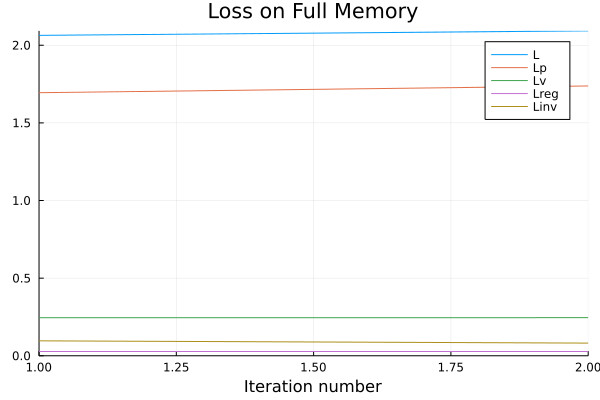 Loss on Full Memory
2.0
1.5
1.0
0.5
0.0
L
Lp
Lv
Lreg
Linv
1.00
1.25
1.50
1.75
2.00
Iteration number